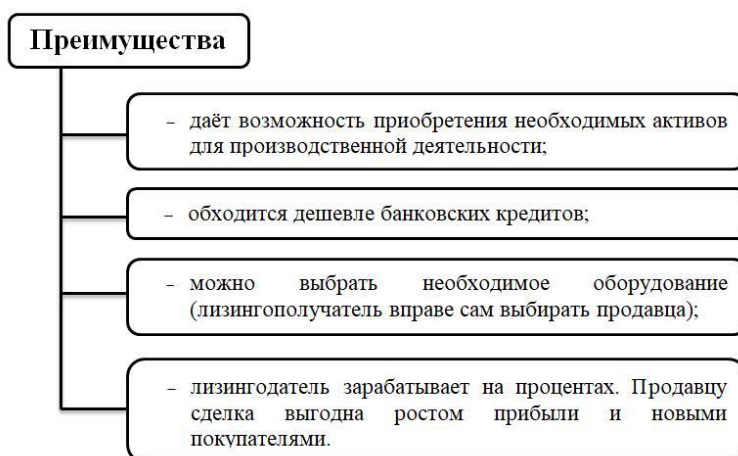 Преимущества
– даёт возможность приобретения необходимых активов
для производственной деятельности;
– обходится дешевле банковских кредитов;
– можно выбрать необходимое оборудование
(лизингополучатель вправе сам выбирать продавца);
– лизингодатель зарабатывает на процентах. Продавцу
сделка выгодна ростом прибыли и новыми
покупателями.